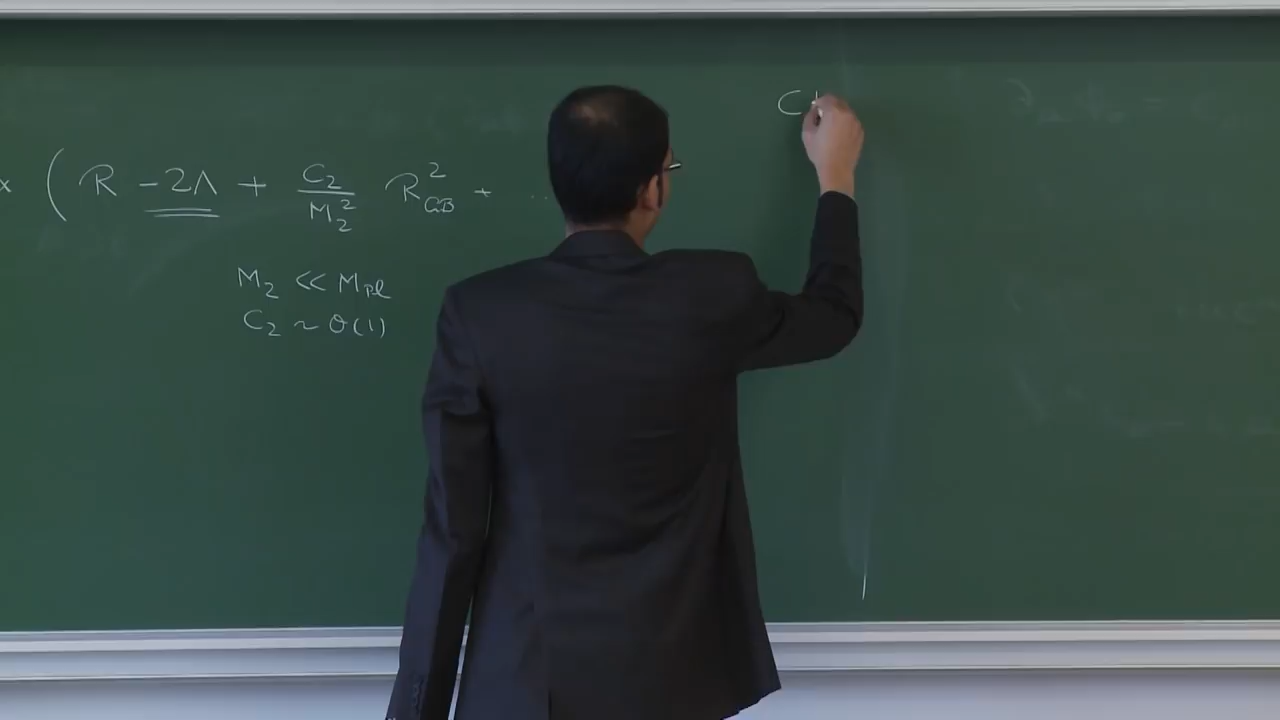 x ( R - 2Λ + C₂/M₂² R²_GB + ..
M₂ << M_Pl
C₂ ~ O(1)
C